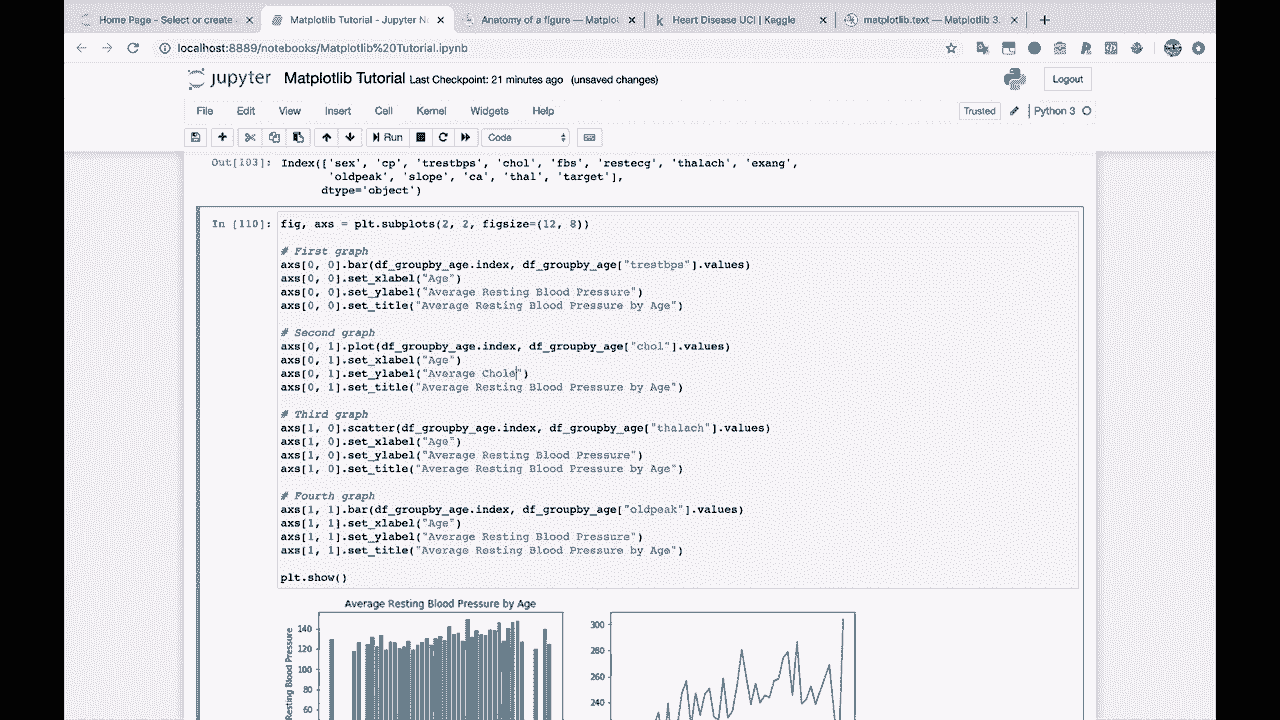 Home Page - Select or create
Matplotlib Tutorial - Jupyter N
Anatomy of a figure — Matplot
Heart Disease UCI | Kaggle
matplotlib.text — Matplotlib 3.
localhost:8889/notebooks/Matplotlib%20Tutorial.ipynb
jupyter Matplotlib Tutorial Last Checkpoint: 21 minutes ago (unsaved changes)
Logout
File Edit View Insert Cell Kernel Widgets Help
Trusted
Python 3
Run
Code
Out[103]: Index(['sex', 'cp', 'trestbps', 'chol', 'fbs', 'restecg', 'thalach', 'exang',
'oldpeak', 'slope', 'ca', 'thal', 'target'],
dtype='object')
In [110]: fig, axs = plt.subplots(2, 2, figsize=(12, 8))
# First graph
axs[0, 0].bar(df_groupby_age.index, df_groupby_age["trestbps"].values)
axs[0, 0].set_xlabel("Age")
axs[0, 0].set_ylabel("Average Resting Blood Pressure")
axs[0, 0].set_title("Average Resting Blood Pressure by Age")
# Second graph
axs[0, 1].plot(df_groupby_age.index, df_groupby_age["chol"].values)
axs[0, 1].set_xlabel("Age")
axs[0, 1].set_ylabel("Average Chole")
axs[0, 1].set_title("Average Resting Blood Pressure by Age")
# Third graph
axs[1, 0].scatter(df_groupby_age.index, df_groupby_age["thalach"].values)
axs[1, 0].set_xlabel("Age")
axs[1, 0].set_ylabel("Average Resting Blood Pressure")
axs[1, 0].set_title("Average Resting Blood Pressure by Age")
# Fourth graph
axs[1, 1].bar(df_groupby_age.index, df_groupby_age["oldpeak"].values)
axs[1, 1].set_xlabel("Age")
axs[1, 1].set_ylabel("Average Resting Blood Pressure")
axs[1, 1].set_title("Average Resting Blood Pressure by Age")
plt.show()
Average Resting Blood Pressure by Age
Resting Blood Pressure
140
120
100
80
60
300
280
260
240